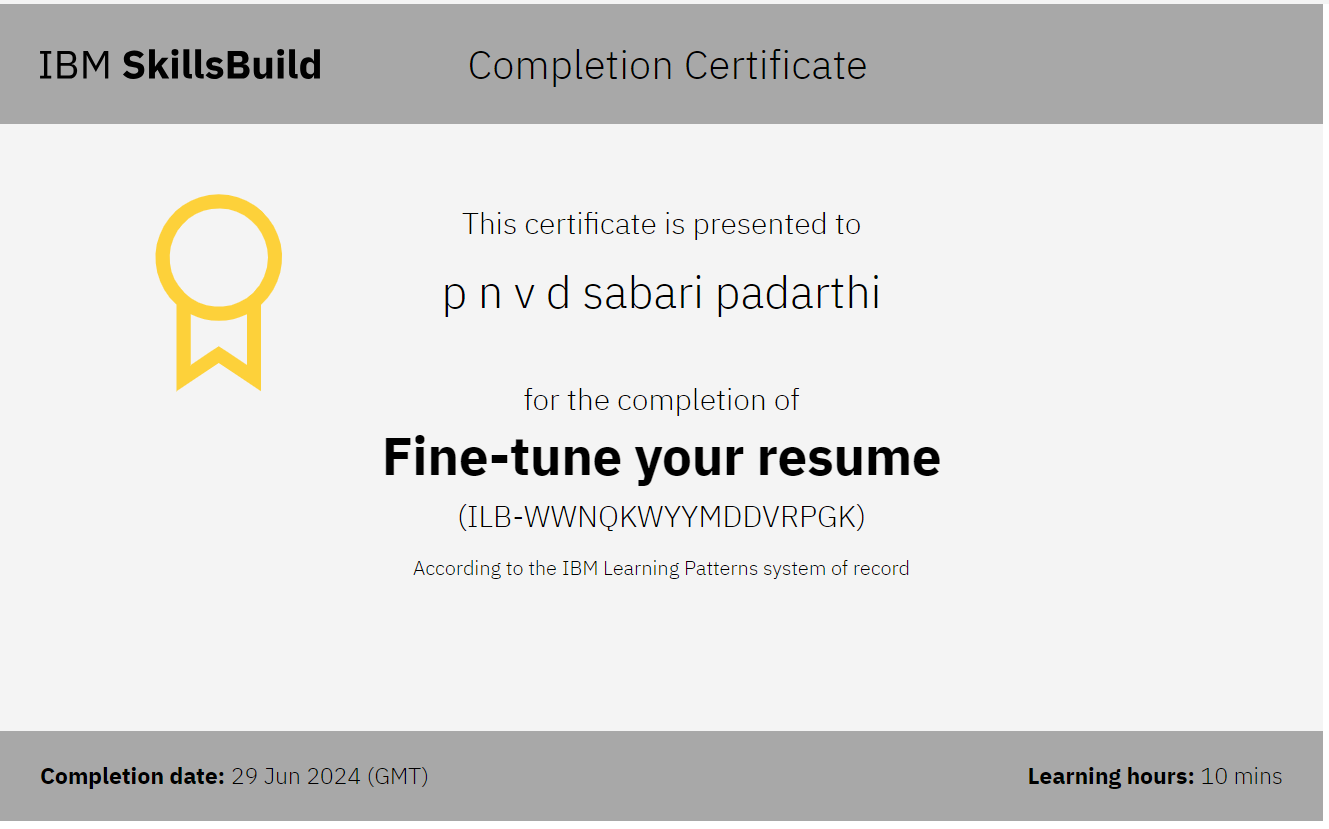 IBM SkillsBuild
Completion Certificate
This certificate is presented to
p n v d sabari padarthi
for the completion of
Fine-tune your resume
(ILB-WWNQKWYYMDDVRPGK)
According to the IBM Learning Patterns system of record
Completion date: 29 Jun 2024 (GMT)
Learning hours: 10 mins